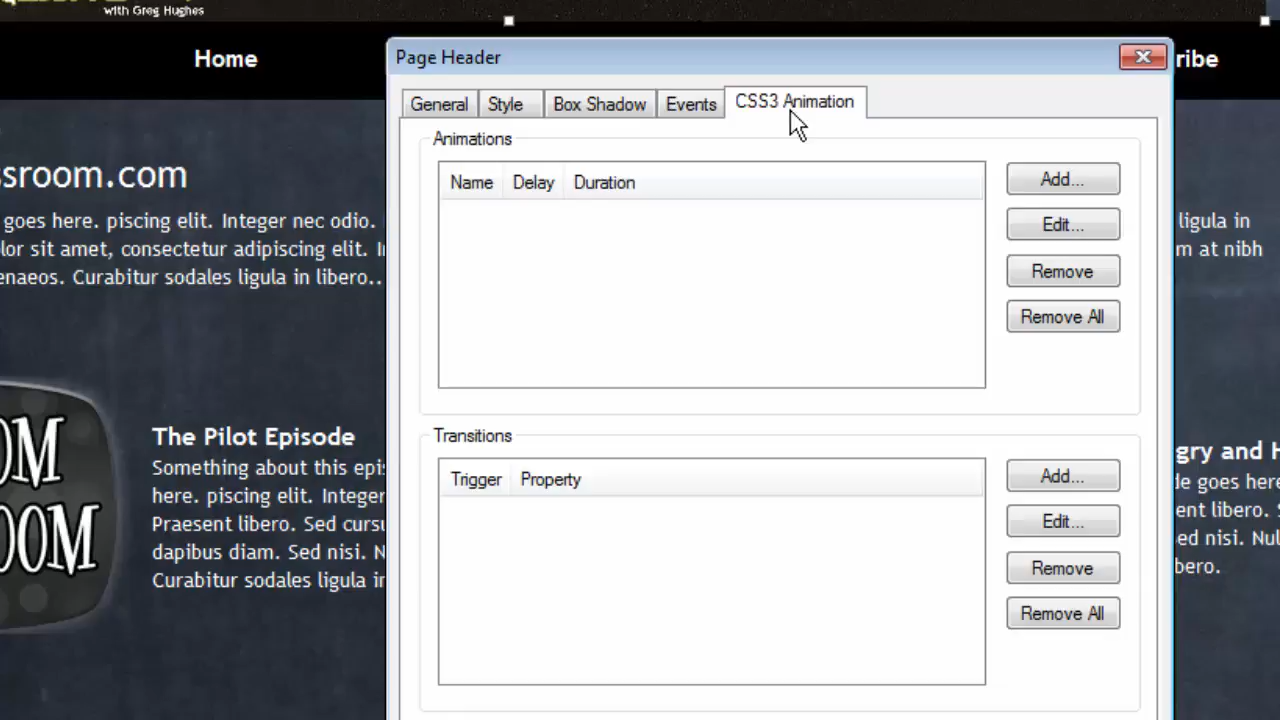 with Greg Hughes
Home
ribe
Page Header
General Style Box Shadow Events CSS3 Animation
Animations
Name Delay Duration
Add...
Edit...
Remove
Remove All
Transitions
Trigger Property
Add...
Edit...
Remove
Remove All
ssroom.com
goes here. piscing elit. Integer nec odio.
lor sit amet, consectetur adipiscing elit. I
enaeos. Curabitur sodales ligula in libero..
ligula in
m at nibh
OM
OOM
The Pilot Episode
Something about this epis
here. piscing elit. Integer
Praesent libero. Sed cursu
dapibus diam. Sed nisi. N
Curabitur sodales ligula in
gry and H
de goes here
ent libero. S
ed nisi. Nul
bero.